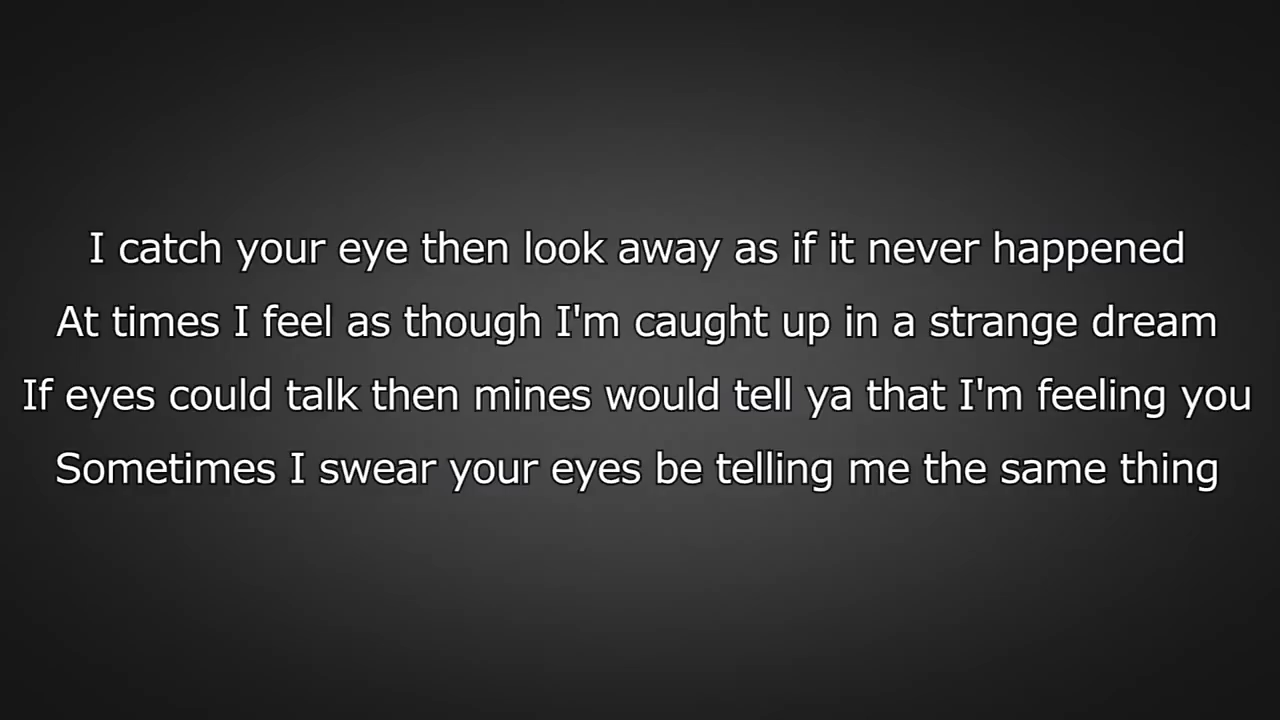 I catch your eye then look away as if it never happened
At times I feel as though I'm caught up in a strange dream
If eyes could talk then mines would tell ya that I'm feeling you
Sometimes I swear your eyes be telling me the same thing